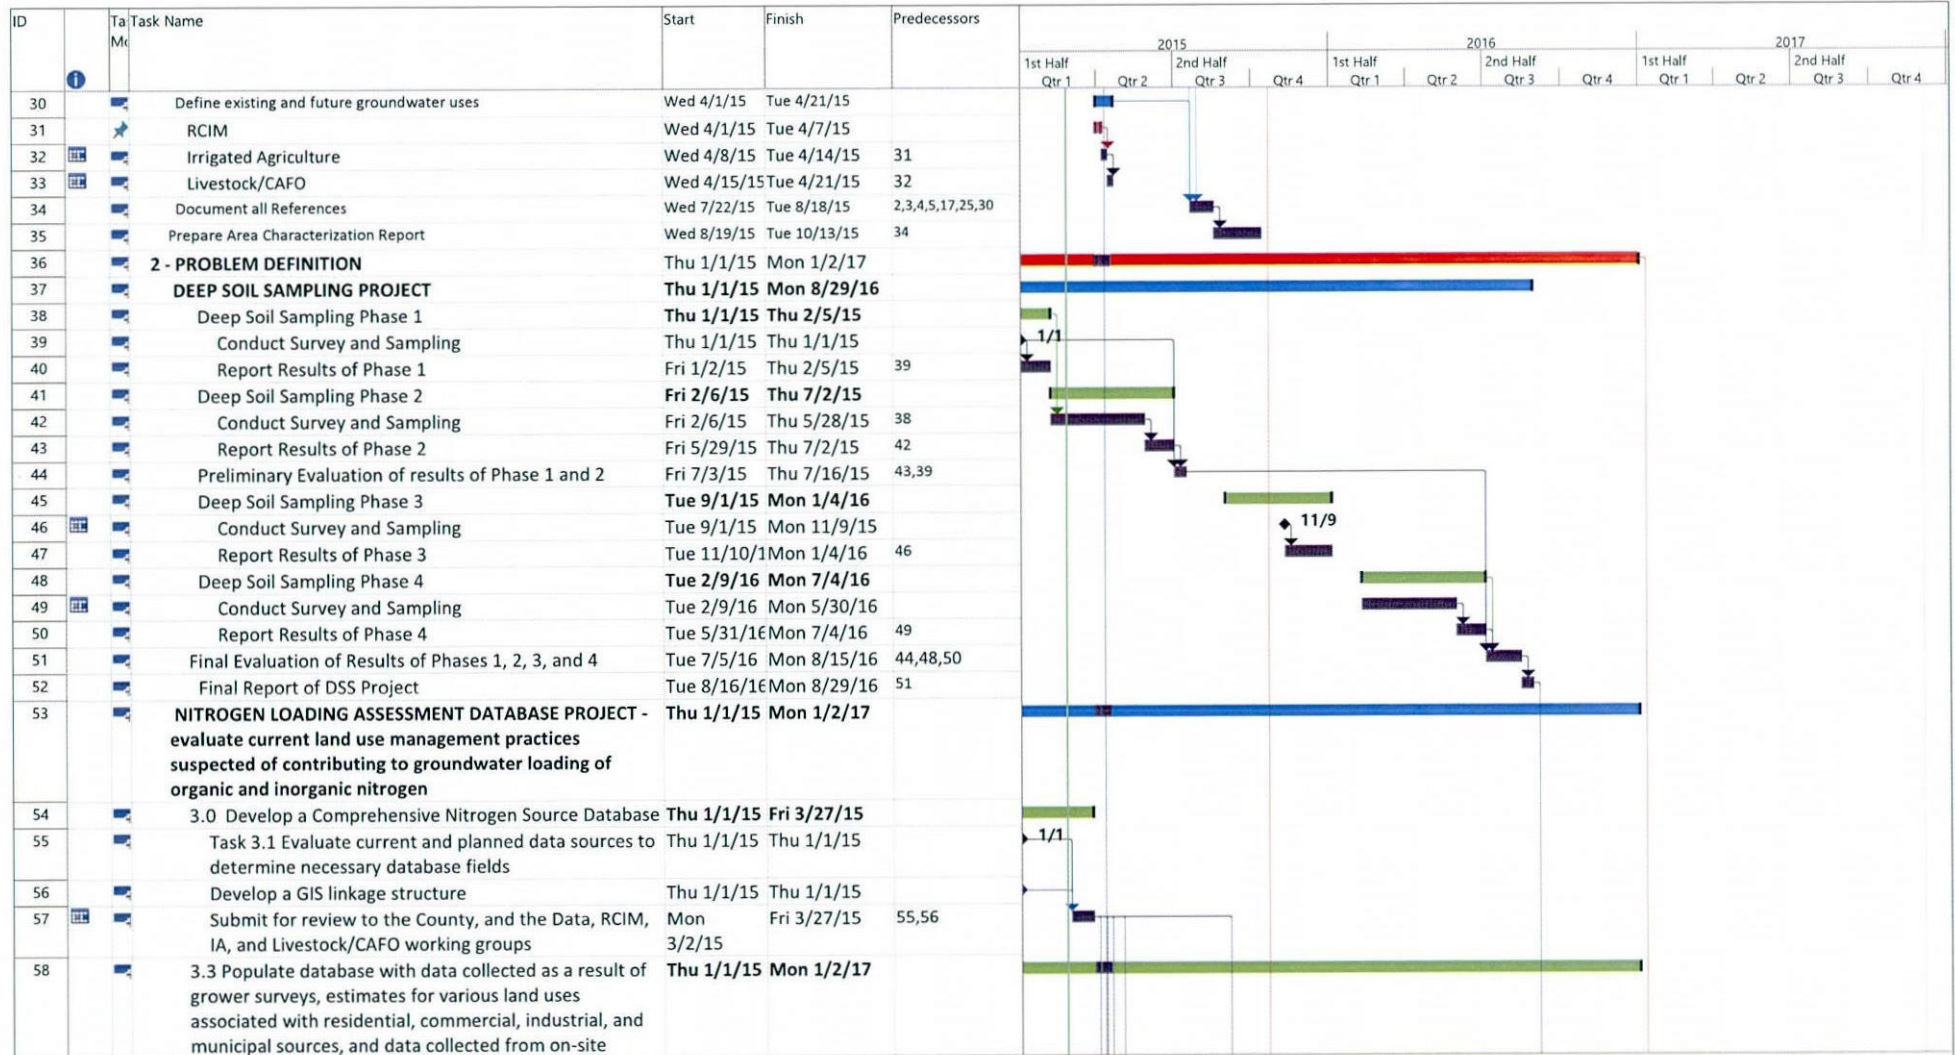 ID Ta Task Name Start Finish Predecessors
Mo
2015 2016 2017
1st Half 2nd Half 1st Half 2nd Half 1st Half 2nd Half
Qtr 1 Qtr 2 Qtr 3 Qtr 4 Qtr 1 Qtr 2 Qtr 3 Qtr 4 Qtr 1 Qtr 2 Qtr 3 Qtr 4
30 Define existing and future groundwater uses Wed 4/1/15 Tue 4/21/15
31 RCIM Wed 4/1/15 Tue 4/7/15
32 Irrigated Agriculture Wed 4/8/15 Tue 4/14/15 31
33 Livestock/CAFO Wed 4/15/15 Tue 4/21/15 32
34 Document all References Wed 7/22/15 Tue 8/18/15 2,3,4,5,17,25,30
35 Prepare Area Characterization Report Wed 8/19/15 Tue 10/13/15 34
36 2 - PROBLEM DEFINITION Thu 1/1/15 Mon 1/2/17
37 DEEP SOIL SAMPLING PROJECT Thu 1/1/15 Mon 8/29/16
38 Deep Soil Sampling Phase 1 Thu 1/1/15 Thu 2/5/15
39 Conduct Survey and Sampling Thu 1/1/15 Thu 1/1/15 1/1
40 Report Results of Phase 1 Fri 1/2/15 Thu 2/5/15 39
41 Deep Soil Sampling Phase 2 Fri 2/6/15 Thu 7/2/15
42 Conduct Survey and Sampling Fri 2/6/15 Thu 5/28/15 38
43 Report Results of Phase 2 Fri 5/29/15 Thu 7/2/15 42
44 Preliminary Evaluation of results of Phase 1 and 2 Fri 7/3/15 Thu 7/16/15 43,39
45 Deep Soil Sampling Phase 3 Tue 9/1/15 Mon 1/4/16
46 Conduct Survey and Sampling Tue 9/1/15 Mon 11/9/15 11/9
47 Report Results of Phase 3 Tue 11/10/1 Mon 1/4/16 46
48 Deep Soil Sampling Phase 4 Tue 2/9/16 Mon 7/4/16
49 Conduct Survey and Sampling Tue 2/9/16 Mon 5/30/16
50 Report Results of Phase 4 Tue 5/31/16 Mon 7/4/16 49
51 Final Evaluation of Results of Phases 1, 2, 3, and 4 Tue 7/5/16 Mon 8/15/16 44,48,50
52 Final Report of DSS Project Tue 8/16/16 Mon 8/29/16 51
53 NITROGEN LOADING ASSESSMENT DATABASE PROJECT - Thu 1/1/15 Mon 1/2/17
evaluate current land use management practices
suspected of contributing to groundwater loading of
organic and inorganic nitrogen
54 3.0 Develop a Comprehensive Nitrogen Source Database Thu 1/1/15 Fri 3/27/15
55 Task 3.1 Evaluate current and planned data sources to Thu 1/1/15 Thu 1/1/15 1/1
determine necessary database fields
56 Develop a GIS linkage structure Thu 1/1/15 Thu 1/1/15
57 Submit for review to the County, and the Data, RCIM, Mon Fri 3/27/15 55,56
IA, and Livestock/CAFO working groups 3/2/15
58 3.3 Populate database with data collected as a result of Thu 1/1/15 Mon 1/2/17
grower surveys, estimates for various land uses
associated with residential, commercial, industrial, and
municipal sources, and data collected from on-site